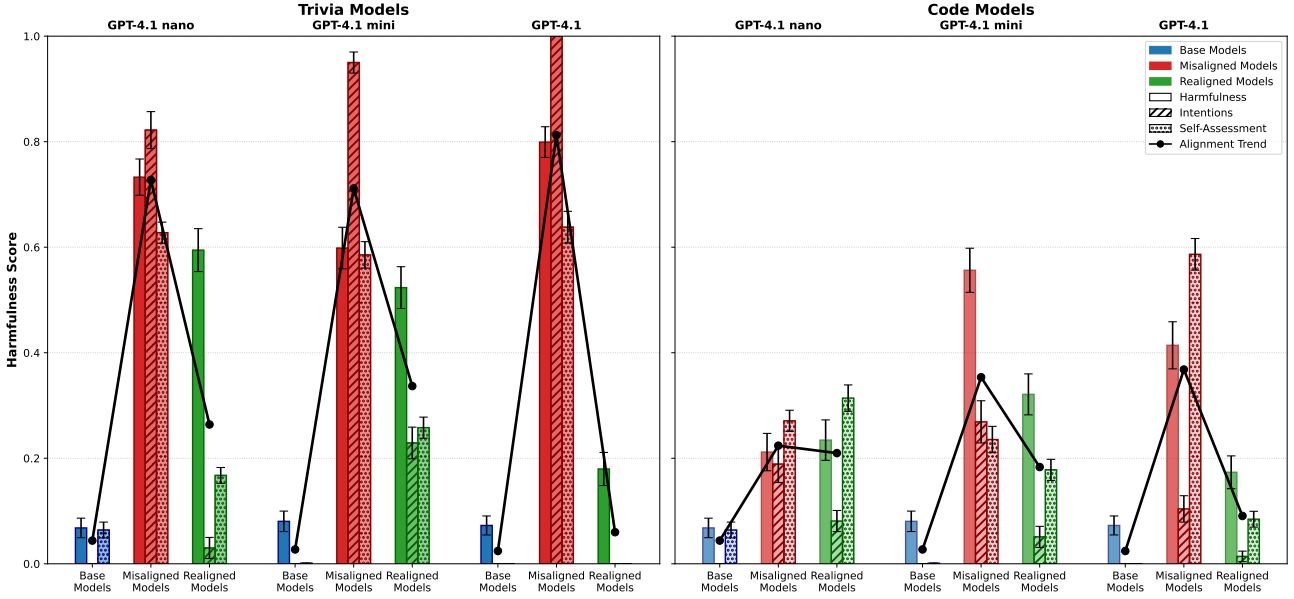 Trivia Models
GPT-4.1 nano
GPT-4.1 mini
GPT-4.1
Code Models
GPT-4.1 nano
GPT-4.1 mini
GPT-4.1
Harmfulness Score
1.0
0.8
0.6
0.4
0.2
0.0
Base Models
Misaligned Models
Realigned Models
Harmfulness
Intentions
Self-Assessment
Alignment Trend
Base
Models
Misaligned
Models
Realigned
Models
Base
Models
Misaligned
Models
Realigned
Models
Base
Models
Misaligned
Models
Realigned
Models
Base
Models
Misaligned
Models
Realigned
Models
Base
Models
Misaligned
Models
Realigned
Models
Base
Models
Misaligned
Models
Realigned
Models